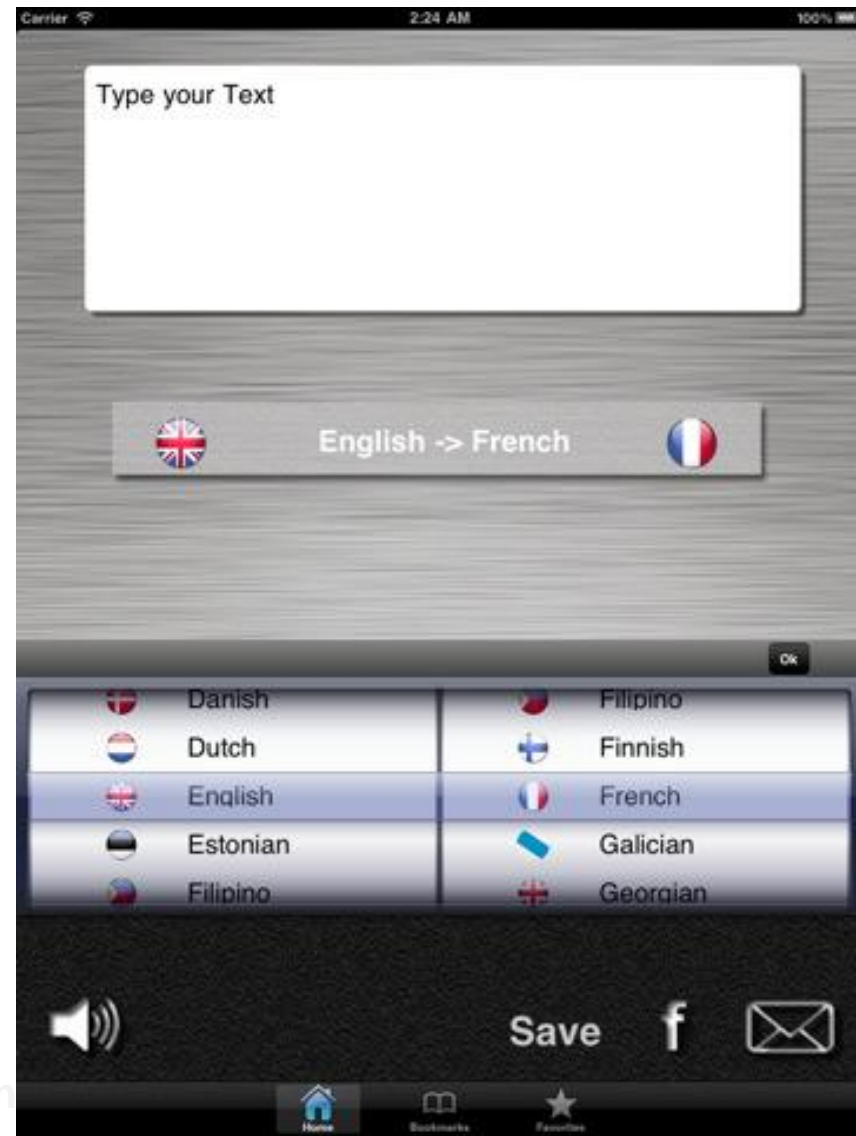 Carrier 2:24 AM 100%
Type your Text
English -> French
Ok
Danish Filipino
Dutch Finnish
English French
Estonian Galician
Filipino Georgian
Save f
Home Bookmarks Favorites